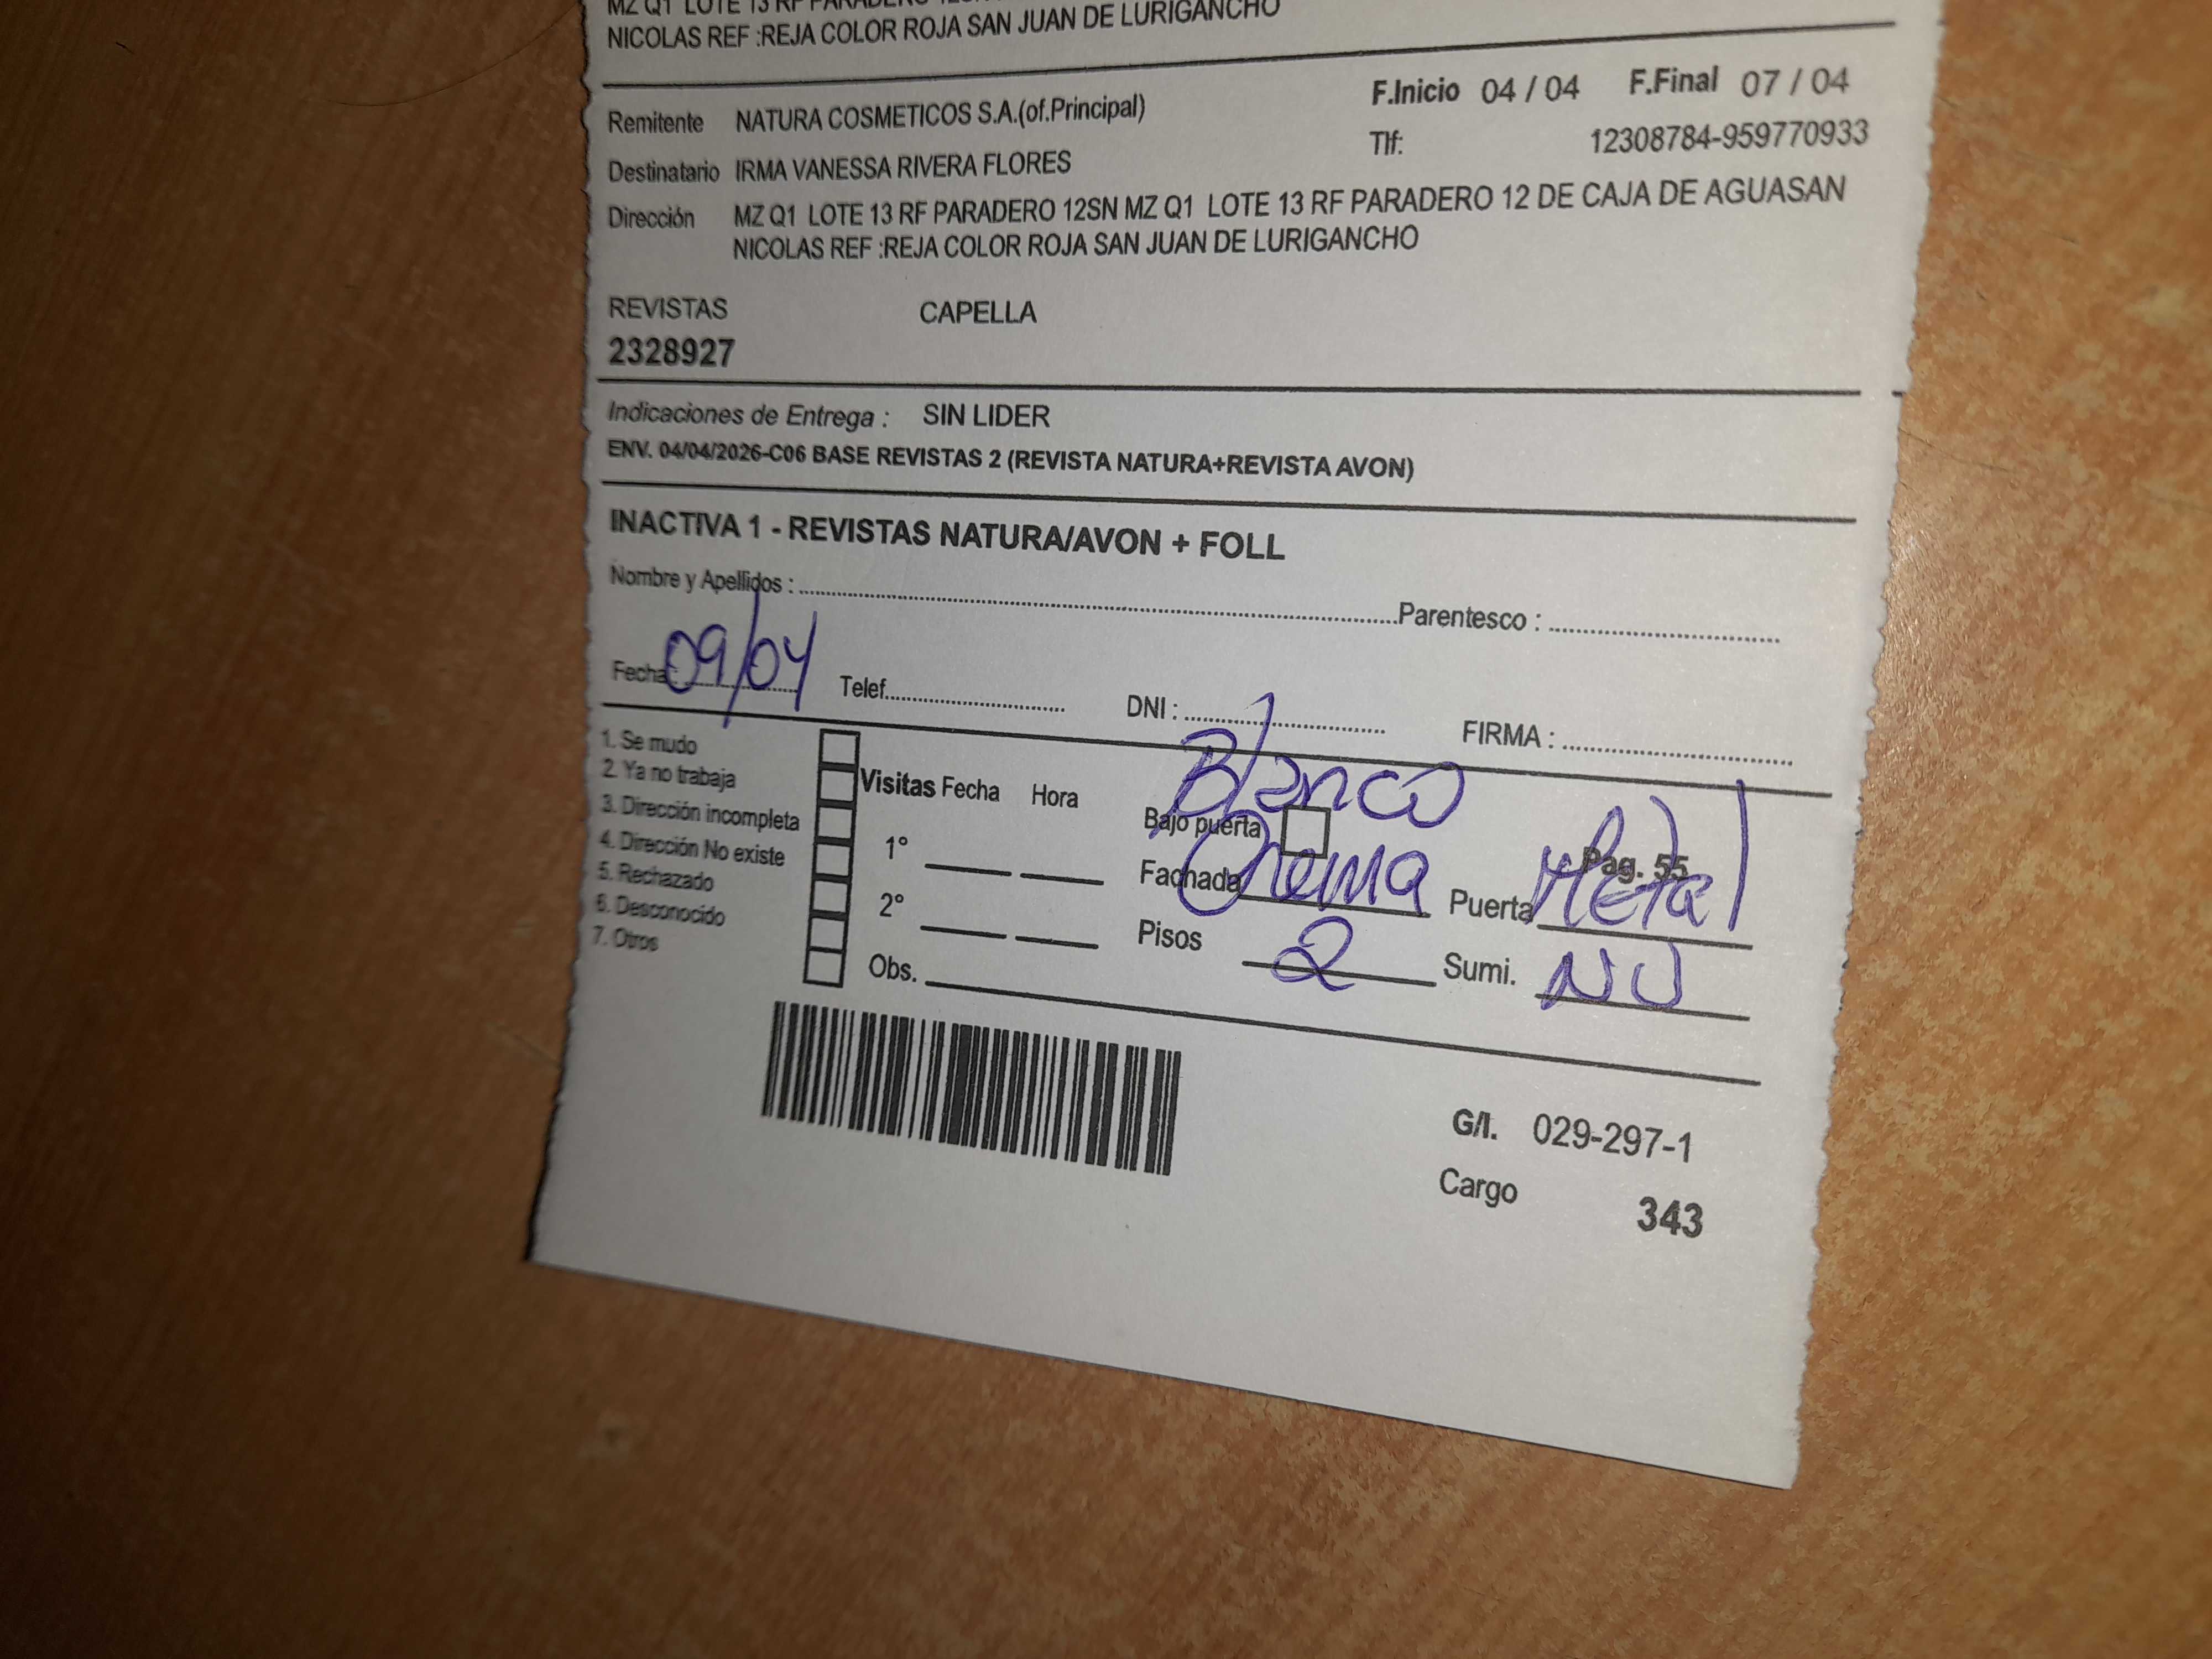 MZ Q1 LOTE 13 RF PARADERO
NICOLAS REF :REJA COLOR ROJA SAN JUAN DE LURIGANCHO
F.Inicio 04 / 04 F.Final 07 / 04
Remitente NATURA COSMETICOS S.A.(of.Principal)
Tlf: 12308784-959770933
Destinatario IRMA VANESSA RIVERA FLORES
Dirección MZ Q1 LOTE 13 RF PARADERO 12SN MZ Q1 LOTE 13 RF PARADERO 12 DE CAJA DE AGUASAN
NICOLAS REF :REJA COLOR ROJA SAN JUAN DE LURIGANCHO
REVISTAS CAPELLA
2328927
Indicaciones de Entrega : SIN LIDER
ENV. 04/04/2026-C06 BASE REVISTAS 2 (REVISTA NATURA+REVISTA AVON)
INACTIVA 1 - REVISTAS NATURA/AVON + FOLL
Nombre y Apellidos : Parentesco :
Fecha: 09/04 Telef. DNI : FIRMA :
1. Se mudo
2. Ya no trabaja
3. Dirección incompleta
4. Dirección No existe
5. Rechazado
6. Desconocido
7. Otros
Visitas Fecha Hora
1°
2°
Obs.
Blanco
Bajo puerta
Pag. 55
Fachada Crema Puerta Metal
Pisos 2 Sumi. NO
G/I. 029-297-1
Cargo 343